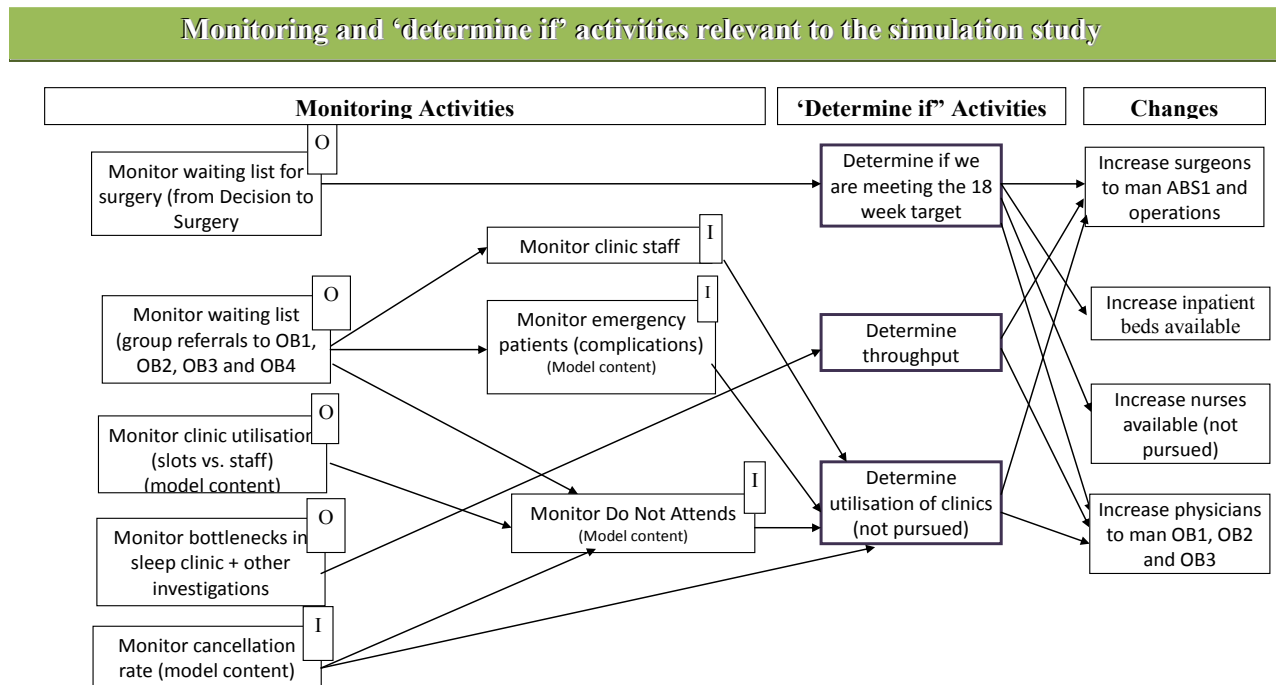 Monitoring and ‘determine if’ activities relevant to the simulation study
Monitoring Activities
‘Determine if” Activities
Changes
O
Monitor waiting list for
surgery (from Decision to
Surgery
Determine if we
are meeting the 18
week target
Increase surgeons
to man ABS1 and
operations
I
Monitor clinic staff
O
Monitor waiting list
(group referrals to OB1,
OB2, OB3 and OB4
I
Monitor emergency
patients (complications)
(Model content)
Determine
throughput
Increase inpatient
beds available
O
Monitor clinic utilisation
(slots vs. staff)
(model content)
Increase nurses
available (not
pursued)
I
Monitor Do Not Attends
(Model content)
Determine
utilisation of clinics
(not pursued)
Increase physicians
to man OB1, OB2
and OB3
O
Monitor bottlenecks in
sleep clinic + other
investigations
I
Monitor cancellation
rate (model content)